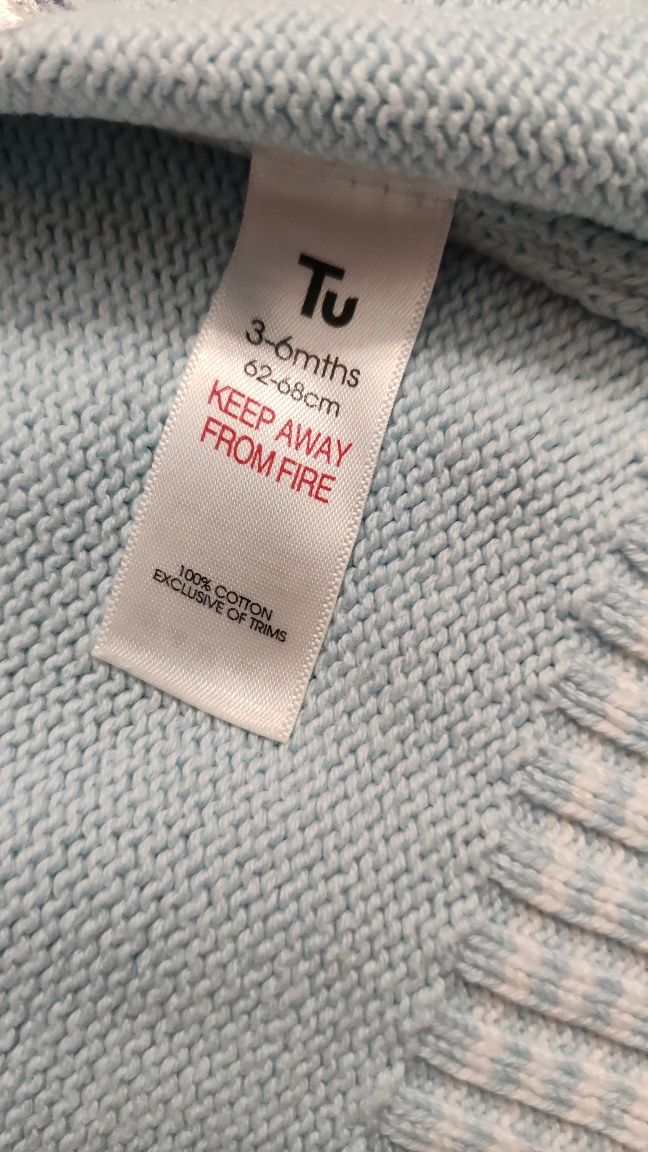 Tu
3-6mths
62-68cm
KEEP AWAY
FROM FIRE
100% COTTON
EXCLUSIVE OF TRIMS